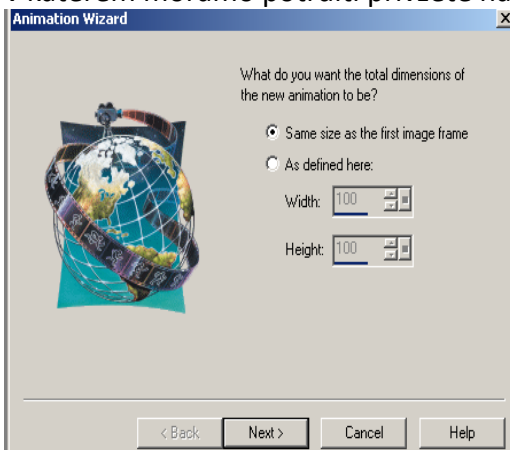 Animation Wizard
What do you want the total dimensions of
the new animation to be?
Same size as the first image frame
As defined here:
Width: 100
Height: 100
< Back Next > Cancel Help